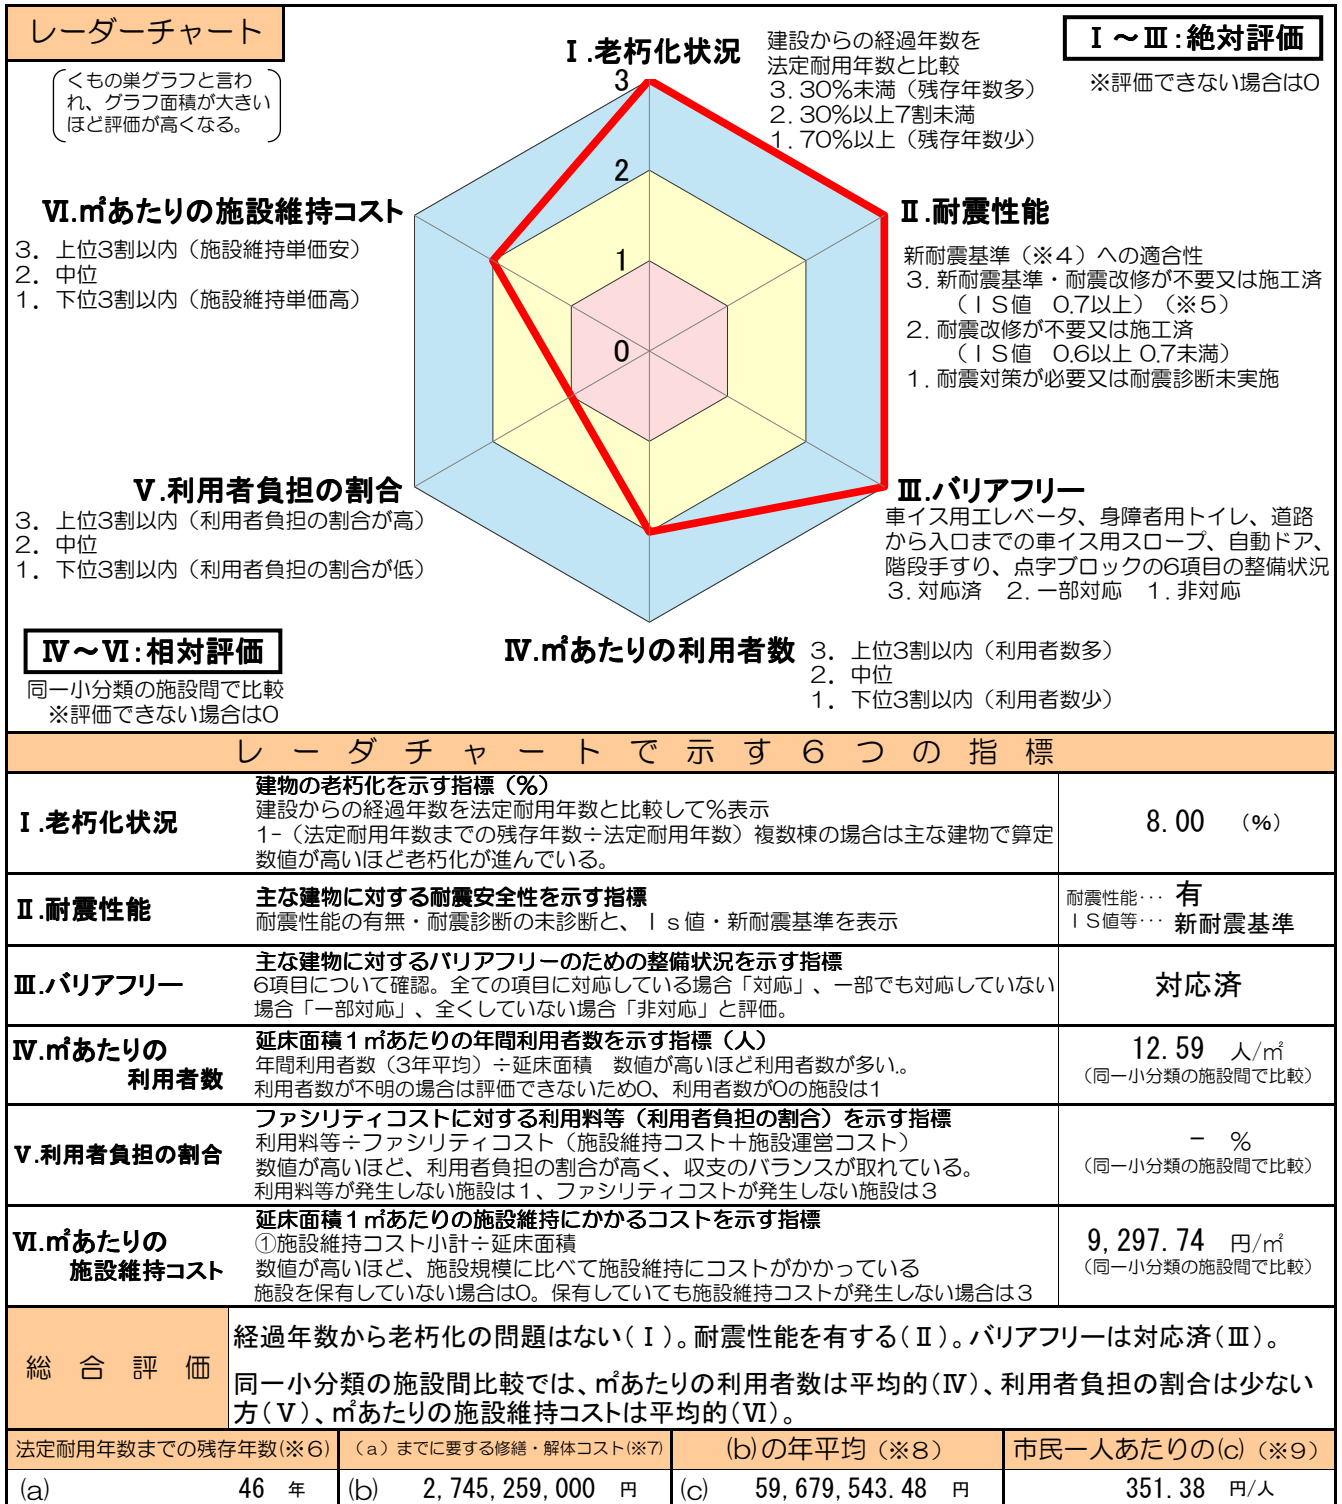 レーダーチャート
くもの巣グラフと言わ
れ、グラフ面積が大きい
ほど評価が高くなる。
Ⅰ.老朽化状況
建設からの経過年数を
法定耐用年数と比較
3. 30%未満（残存年数多）
2. 30%以上7割未満
1. 70%以上（残存年数少）
Ⅰ～Ⅲ:絶対評価
※評価できない場合は0
3
2
1
0
Ⅵ.㎡あたりの施設維持コスト
3. 上位3割以内（施設維持単価安）
2. 中位
1. 下位3割以内（施設維持単価高）
Ⅱ.耐震性能
新耐震基準（※4）への適合性
3. 新耐震基準・耐震改修が不要又は施工済
（ＩＳ値　0.7以上）（※5）
2. 耐震改修が不要又は施工済
（ＩＳ値　0.6以上 0.7未満）
1. 耐震対策が必要又は耐震診断未実施
Ⅴ.利用者負担の割合
3. 上位3割以内（利用者負担の割合が高）
2. 中位
1. 下位3割以内（利用者負担の割合が低）
Ⅲ.バリアフリー
車イス用エレベータ、身障者用トイレ、道路
から入口までの車イス用スロープ、自動ドア、
階段手すり、点字ブロックの6項目の整備状況
3. 対応済　2. 一部対応　1. 非対応
Ⅳ～Ⅵ:相対評価
同一小分類の施設間で比較
※評価できない場合は0
Ⅳ.㎡あたりの利用者数
3. 上位3割以内（利用者数多）
2. 中位
1. 下位3割以内（利用者数少）
レーダチャートで示す6つの指標
Ⅰ.老朽化状況
建物の老朽化を示す指標（%）
建設からの経過年数を法定耐用年数と比較して%表示
1-（法定耐用年数までの残存年数÷法定耐用年数）複数棟の場合は主な建物で算定
数値が高いほど老朽化が進んでいる。
8.00 （%）
Ⅱ.耐震性能
主な建物に対する耐震安全性を示す指標
耐震性能の有無・耐震診断の未診断と、Ｉｓ値・新耐震基準を表示
耐震性能… 有
ＩＳ値等… 新耐震基準
Ⅲ.バリアフリー
主な建物に対するバリアフリーのための整備状況を示す指標
6項目について確認。全ての項目に対応している場合「対応」、一部でも対応していない
場合「一部対応」、全くしていない場合「非対応」と評価。
対応済
Ⅳ.㎡あたりの
利用者数
延床面積１㎡あたりの年間利用者数を示す指標（人）
年間利用者数（3年平均）÷延床面積　数値が高いほど利用者数が多い。
利用者数が不明の場合は評価できないため0、利用者数が0の施設は1
12.59 人/㎡
（同一小分類の施設間で比較）
Ⅴ.利用者負担の割合
ファシリティコストに対する利用料等（利用者負担の割合）を示す指標
利用料等÷ファシリティコスト（施設維持コスト＋施設運営コスト）
数値が高いほど、利用者負担の割合が高く、収支のバランスが取れている。
利用料等が発生しない施設は１、ファシリティコストが発生しない施設は３
－ %
（同一小分類の施設間で比較）
Ⅵ.㎡あたりの
施設維持コスト
延床面積１㎡あたりの施設維持にかかるコストを示す指標
①施設維持コスト小計÷延床面積
数値が高いほど、施設規模に比べて施設維持にコストがかかっている
施設を保有していない場合は0。保有していても施設維持コストが発生しない場合は３
9,297.74 円/㎡
（同一小分類の施設間で比較）
総合評価
経過年数から老朽化の問題はない(Ⅰ)。耐震性能を有する(Ⅱ)。バリアフリーは対応済(Ⅲ)。
同一小分類の施設間比較では、㎡あたりの利用者数は平均的(Ⅳ)、利用者負担の割合は少ない
方(Ⅴ)、㎡あたりの施設維持コストは平均的(Ⅵ)。
法定耐用年数までの残存年数(※6)
（a）までに要する修繕・解体コスト(※7)
(b)の年平均（※8）
市民一人あたりの(c)（※9）
(a) 46 年
(b) 2,745,259,000 円
(c) 59,679,543.48 円
351.38 円/人